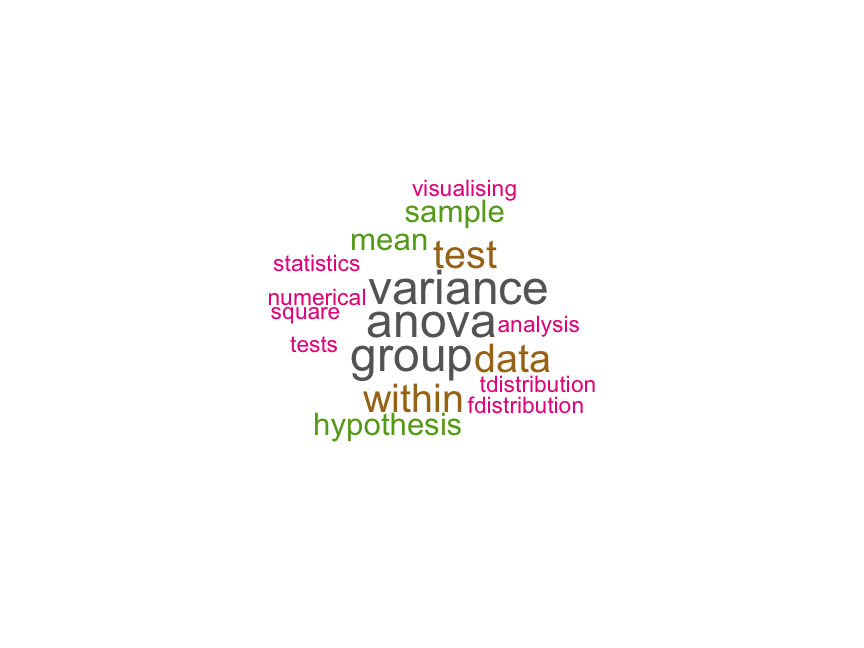 visualising
sample
mean
test
statistics
variance
numerical
square
anova
analysis
tests
group
data
tdistribution
within
fdistribution
hypothesis